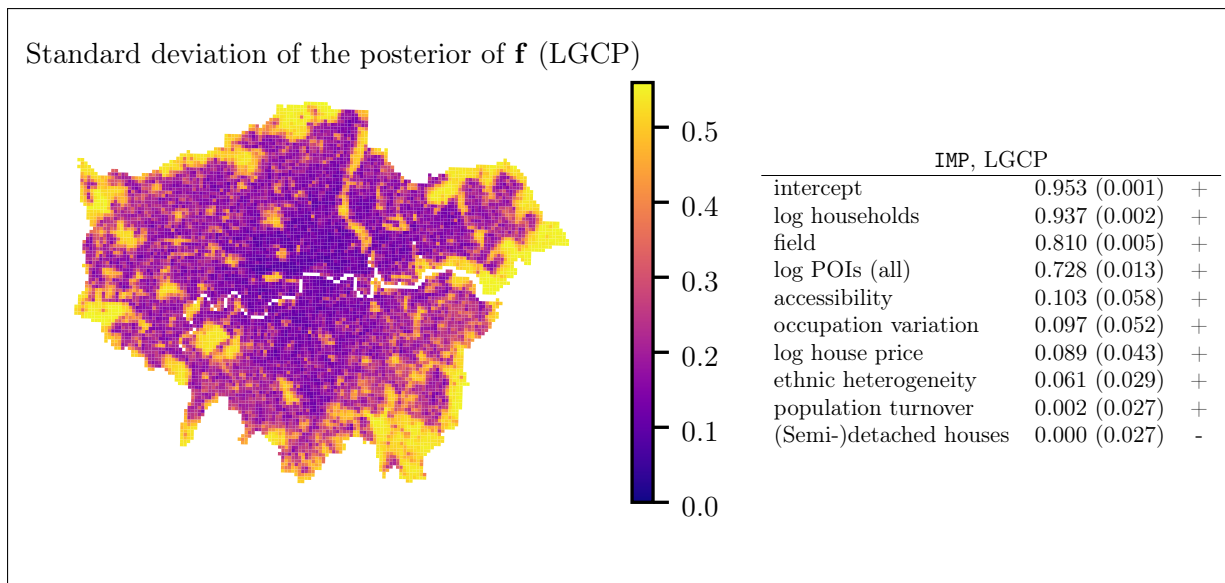 Standard deviation of the posterior of f (LGCP)
0.5
0.4
0.3
0.2
0.1
0.0
IMP, LGCP
intercept 0.953 (0.001) +
log households 0.937 (0.002) +
field 0.810 (0.005) +
log POIs (all) 0.728 (0.013) +
accessibility 0.103 (0.058) +
occupation variation 0.097 (0.052) +
log house price 0.089 (0.043) +
ethnic heterogeneity 0.061 (0.029) +
population turnover 0.002 (0.027) +
(Semi-)detached houses 0.000 (0.027) -